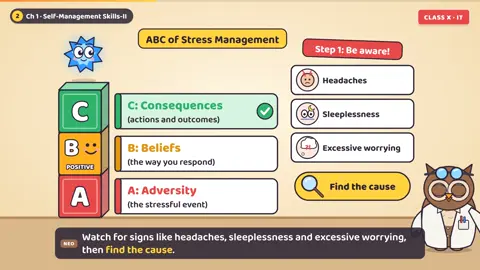 2 Ch 1 · Self-Management Skills-II
CLASS X · IT
ABC of Stress Management
Step 1: Be aware!
C
C: Consequences
(actions and outcomes)
B
POSITIVE
B: Beliefs
(the way you respond)
A
A: Adversity
(the stressful event)
Headaches
Sleeplessness
Excessive worrying
Find the cause
NEO
Watch for signs like headaches, sleeplessness and excessive worrying,
then find the cause.